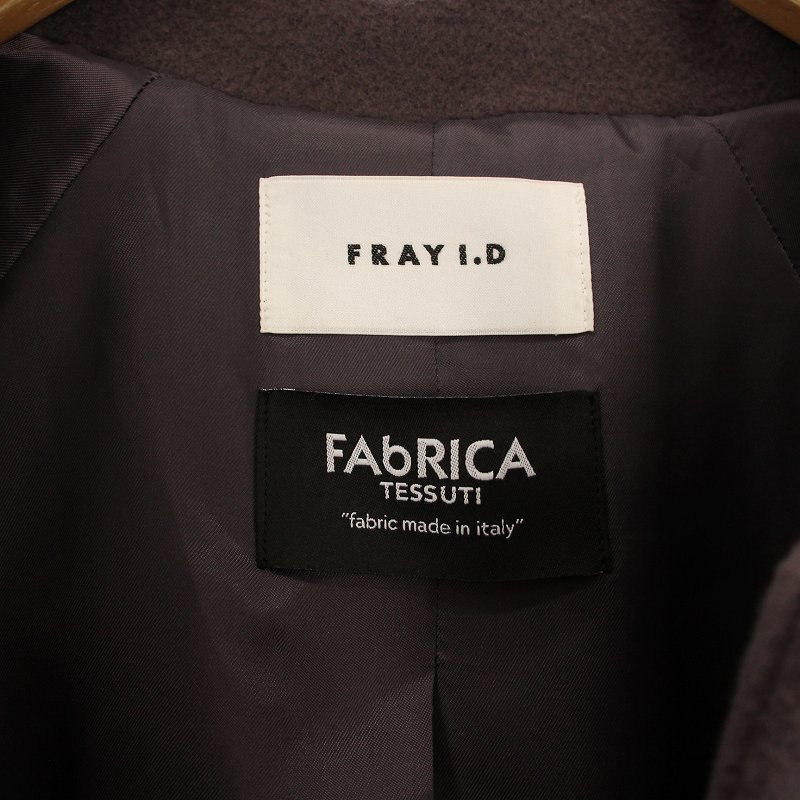 FRAY I.D
FAbRICA
TESSUTI
"fabric made in italy"